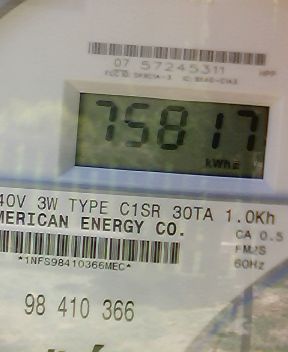 07 57245311
75817
kWh
40V 3W TYPE C1SR 30TA 1.0Kh
MERICAN ENERGY CO.
CA 0.5
FM2S
*1NFS98410366MEC*
60Hz
98 410 366